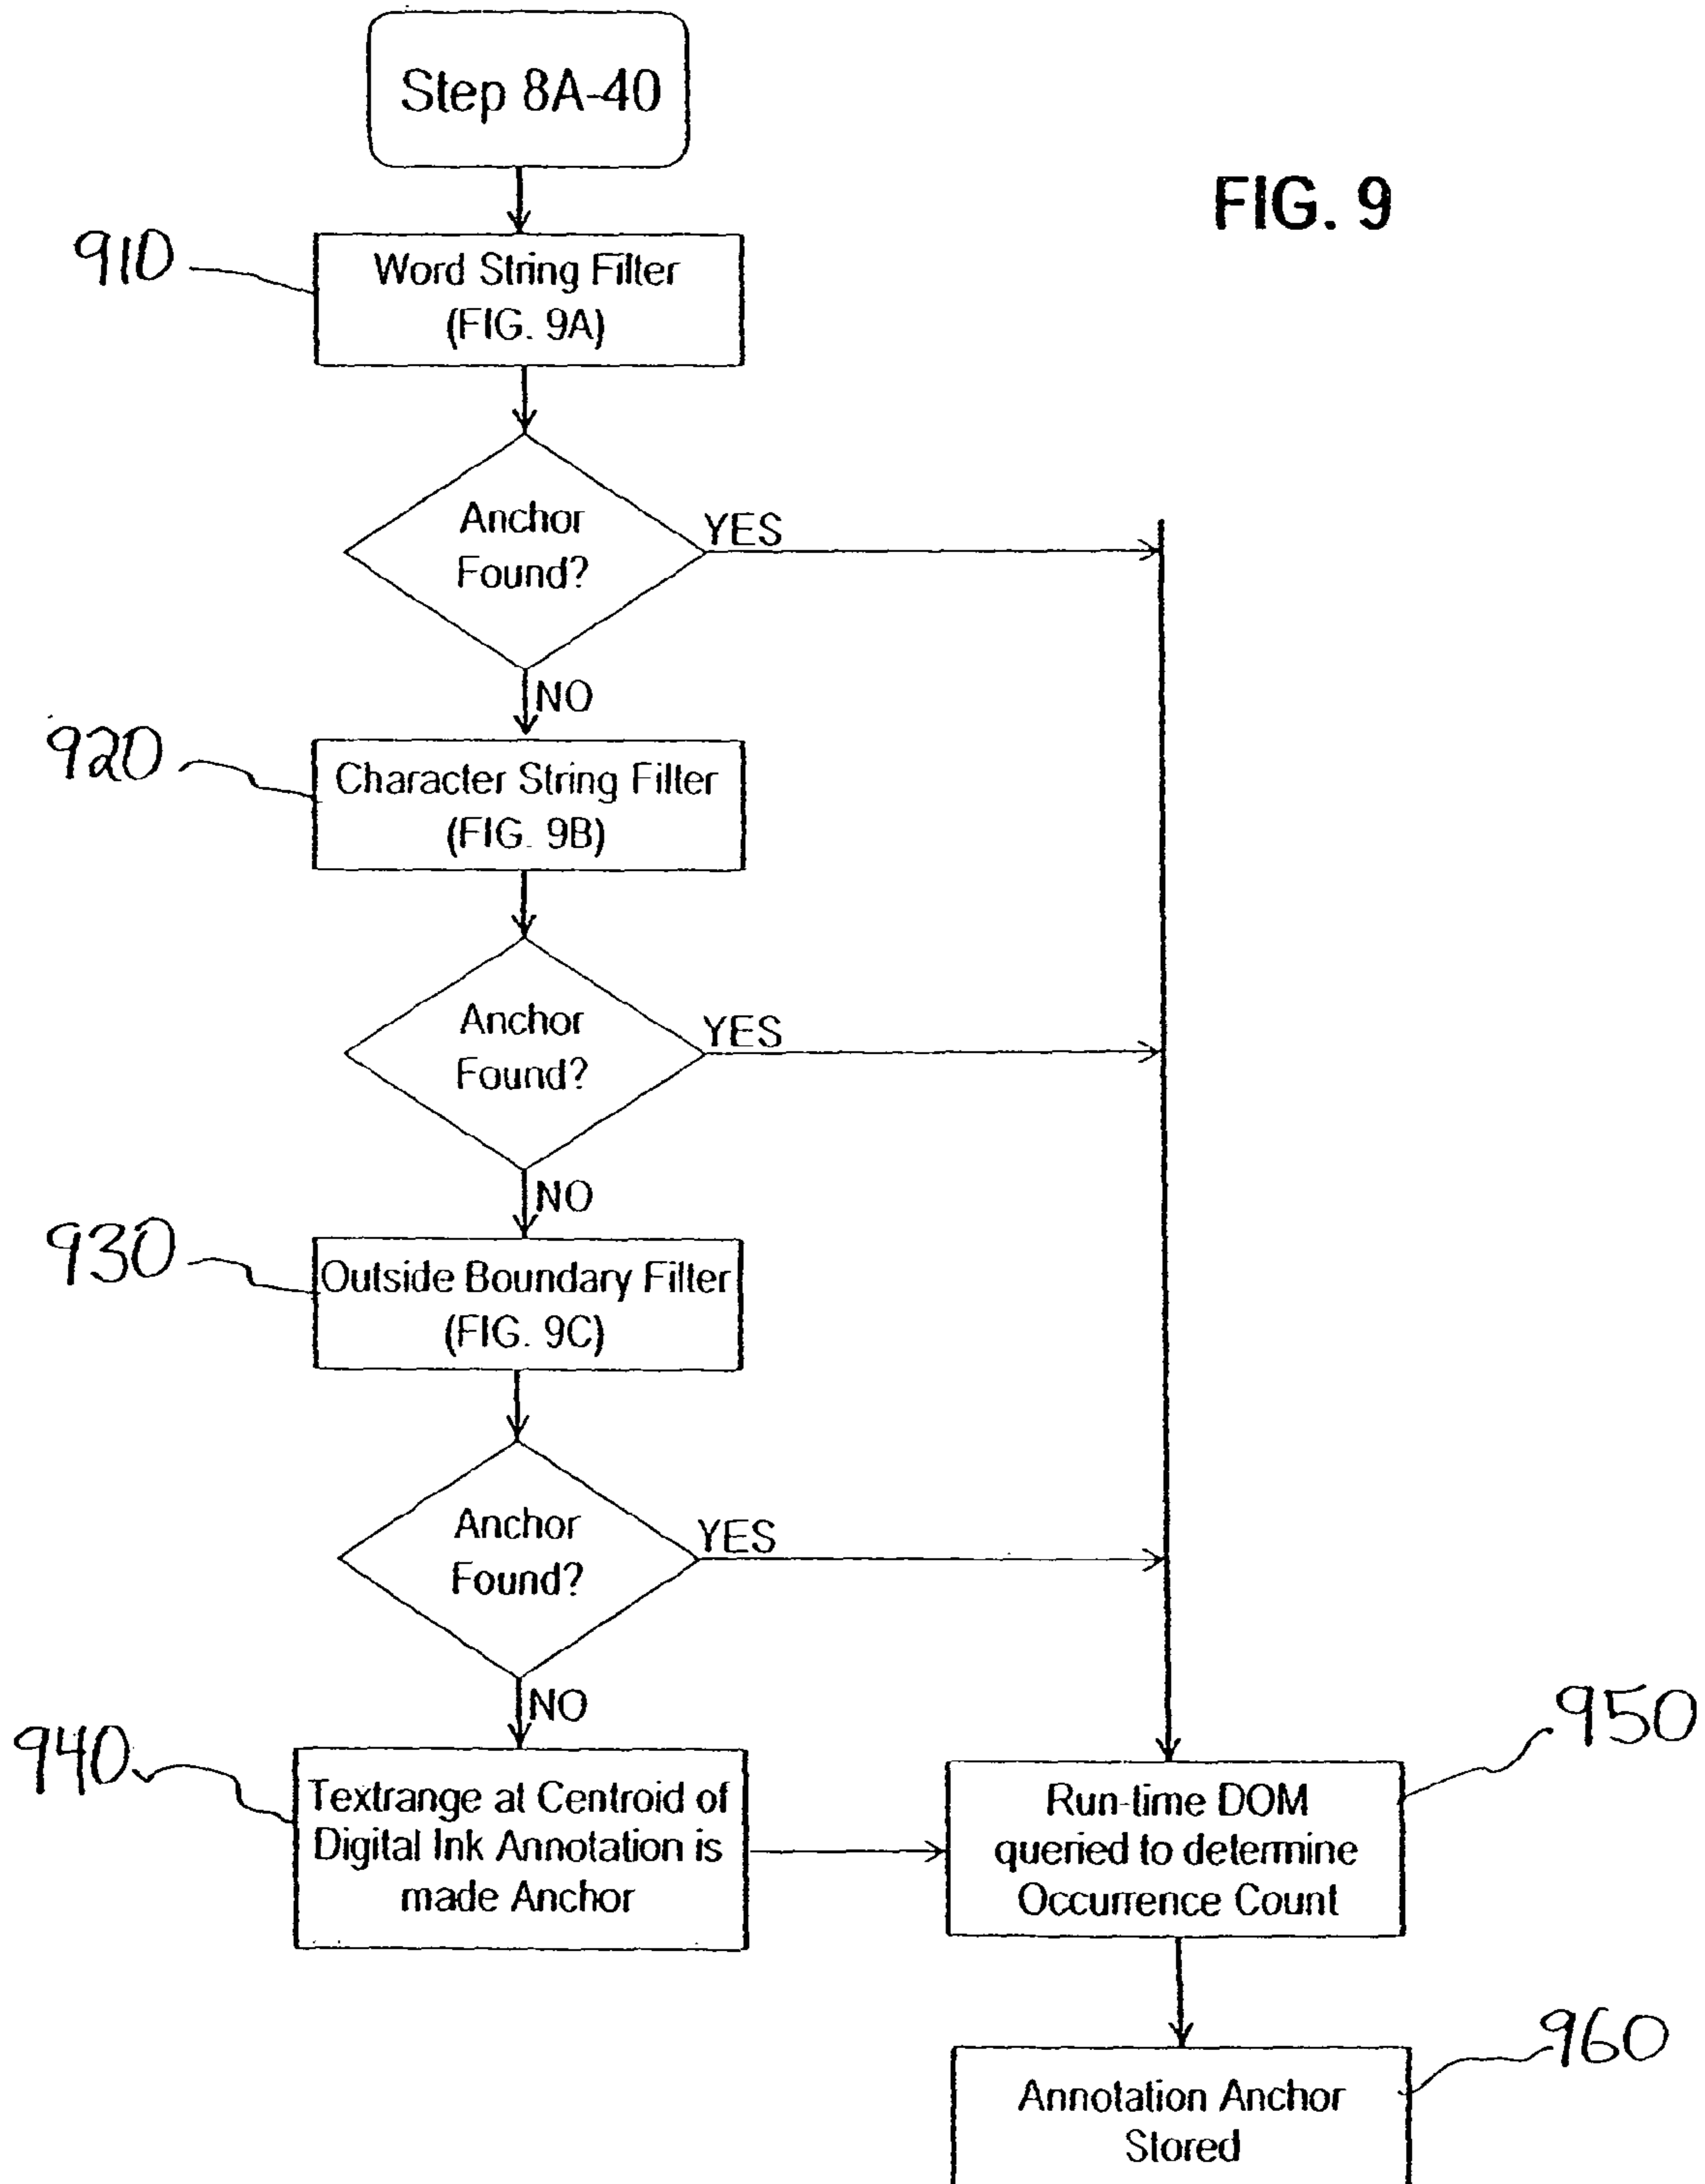 Step 8A-40
FIG. 9
910
Word String Filter
(FIG. 9A)
Anchor
Found?
YES
NO
920
Character String Filter
(FIG. 9B)
Anchor
Found?
YES
NO
930
Outside Boundary Filter
(FIG. 9C)
Anchor
Found?
YES
NO
940
Textrange at Centroid of
Digital Ink Annotation is
made Anchor
950
Run-time DOM
queried to determine
Occurrence Count
960
Annotation Anchor
Stored